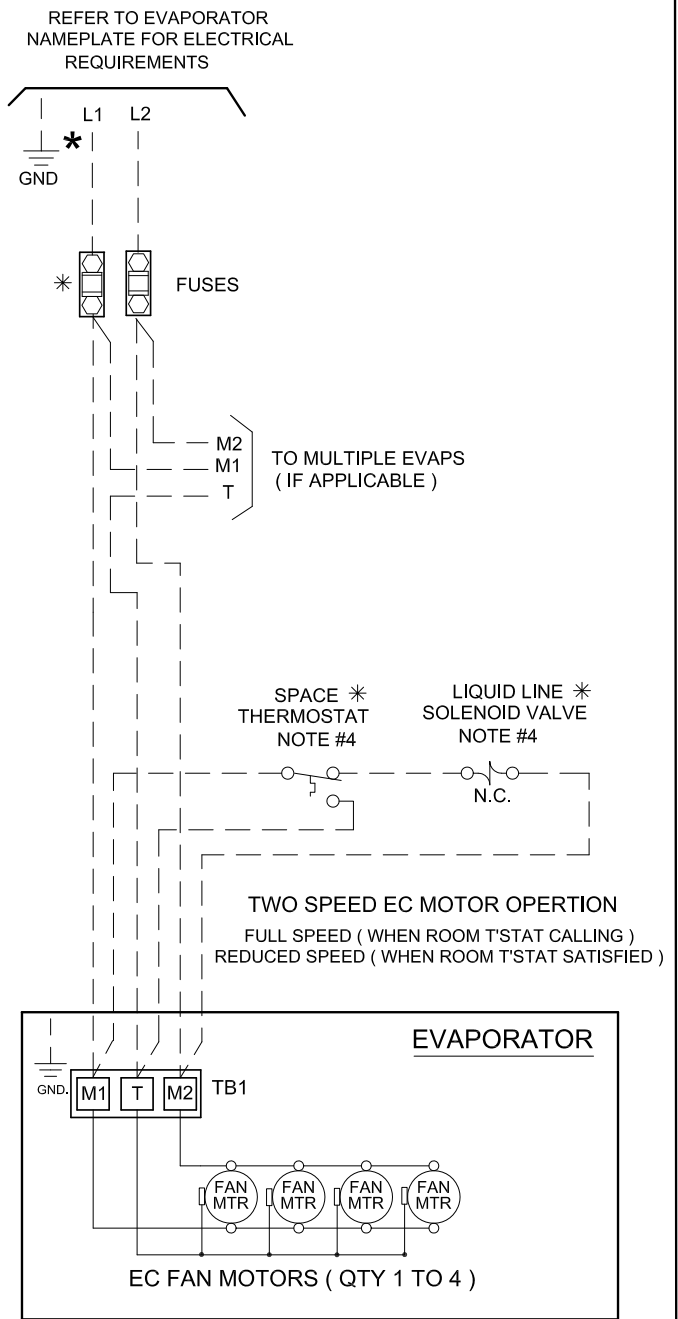 REFER TO EVAPORATOR
NAMEPLATE FOR ELECTRICAL
REQUIREMENTS
L1 L2
*
GND
* FUSES
M2
M1
T
TO MULTIPLE EVAPS
( IF APPLICABLE )
SPACE *
THERMOSTAT
NOTE #4
LIQUID LINE *
SOLENOID VALVE
NOTE #4
N.C.
TWO SPEED EC MOTOR OPERTION
FULL SPEED ( WHEN ROOM T'STAT CALLING )
REDUCED SPEED ( WHEN ROOM T'STAT SATISFIED )
EVAPORATOR
GND.
M1 T M2 TB1
FAN
MTR
FAN
MTR
FAN
MTR
FAN
MTR
EC FAN MOTORS ( QTY 1 TO 4 )